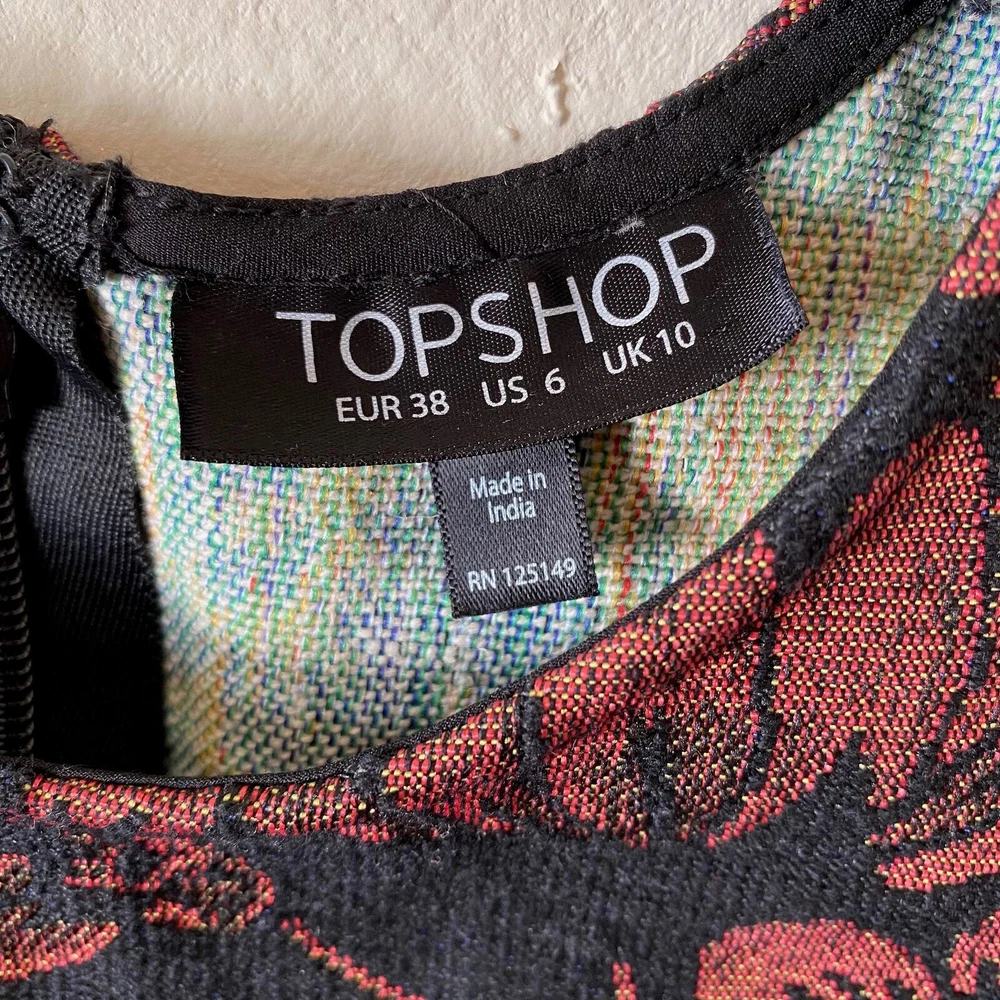 TOPSHOP
EUR 38 US 6 UK 10
Made in
India
RN 125149